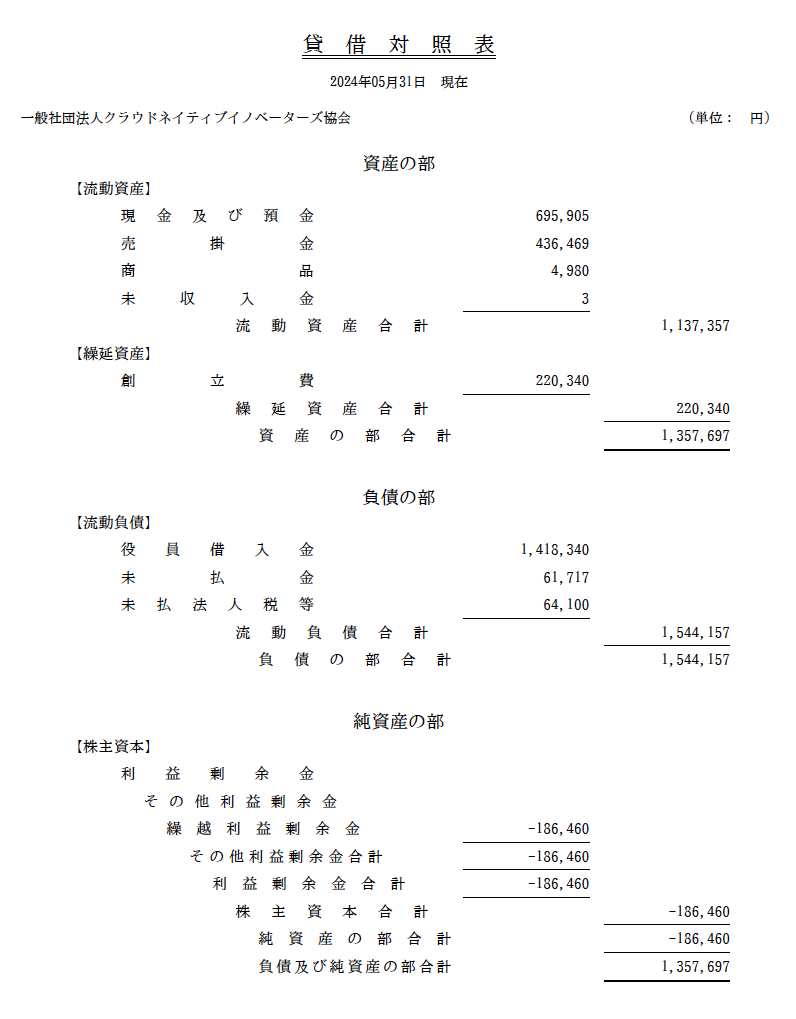 貸借対照表
2024年05月31日　現在
一般社団法人クラウドネイティブイノベーターズ協会　（単位：　円）
資産の部
【流動資産】
現金及び預金　695,905
売掛金　436,469
商品　4,980
未収入金　3
流動資産合計　1,137,357
【繰延資産】
創立費　220,340
繰延資産合計　220,340
資産の部合計　1,357,697
負債の部
【流動負債】
役員借入金　1,418,340
未払金　61,717
未払法人税等　64,100
流動負債合計　1,544,157
負債の部合計　1,544,157
純資産の部
【株主資本】
利益剰余金
その他利益剰余金
繰越利益剰余金　-186,460
その他利益剰余金合計　-186,460
利益剰余金合計　-186,460
株主資本合計　-186,460
純資産の部合計　-186,460
負債及び純資産の部合計　1,357,697